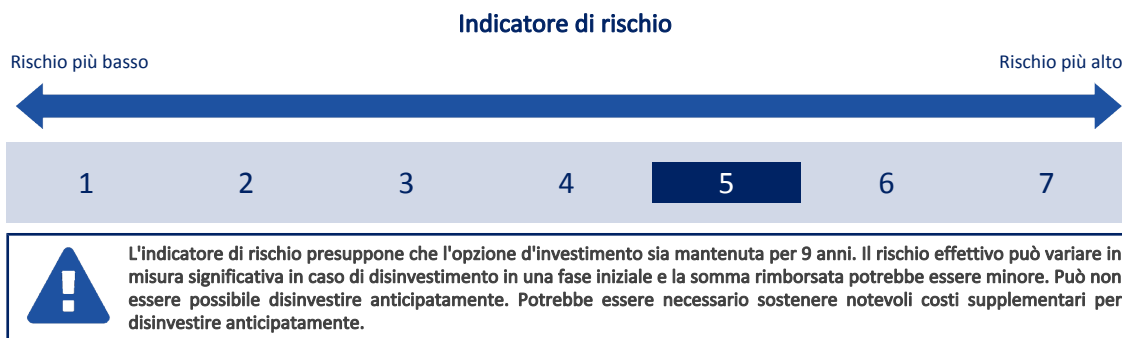 Indicatore di rischio
Rischio più basso
Rischio più alto
1 2 3 4 5 6 7
L'indicatore di rischio presuppone che l'opzione d'investimento sia mantenuta per 9 anni. Il rischio effettivo può variare in
misura significativa in caso di disinvestimento in una fase iniziale e la somma rimborsata potrebbe essere minore. Può non
essere possibile disinvestire anticipatamente. Potrebbe essere necessario sostenere notevoli costi supplementari per
disinvestire anticipatamente.